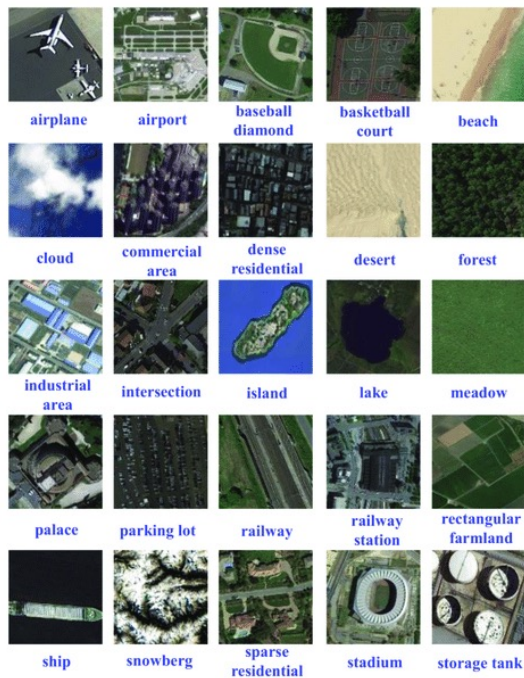 airplane
airport
baseball
diamond
basketball
court
beach
cloud
commercial
area
dense
residential
desert
forest
industrial
area
intersection
island
lake
meadow
palace
parking lot
railway
railway
station
rectangular
farmland
ship
snowberg
sparse
residential
stadium
storage tank